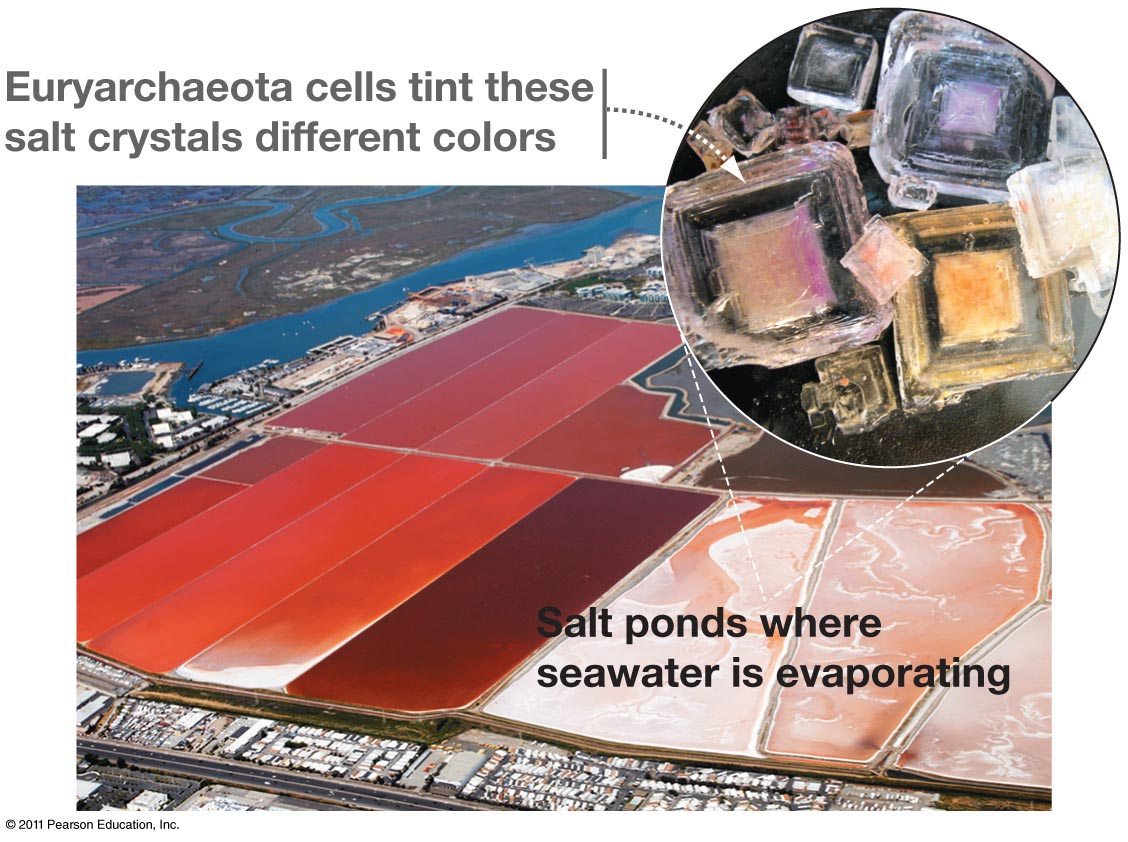 Euryarchaeota cells tint these
salt crystals different colors
Salt ponds where
seawater is evaporating
© 2011 Pearson Education, Inc.